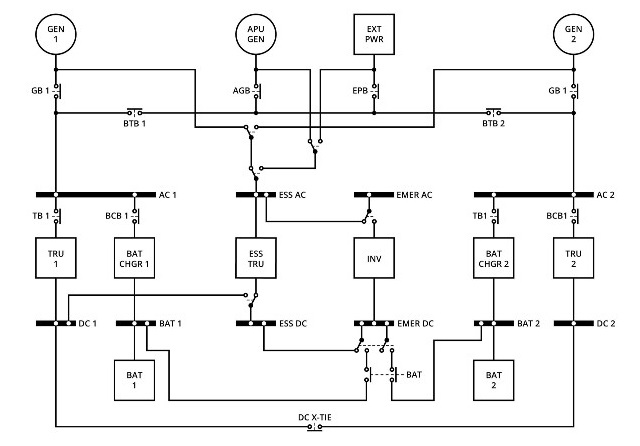 GEN
1
APU
GEN
EXT
PWR
GEN
2
GB 1
AGB
EPB
GB 1
BTB 1
BTB 2
AC 1
ESS AC
EMER AC
AC 2
TB 1
BCB 1
TB1
BCB1
TRU
1
BAT
CHGR 1
ESS
TRU
INV
BAT
CHGR 2
TRU
2
DC 1
BAT 1
ESS DC
EMER DC
BAT 2
DC 2
BAT
1
BAT
BAT
2
DC X-TIE